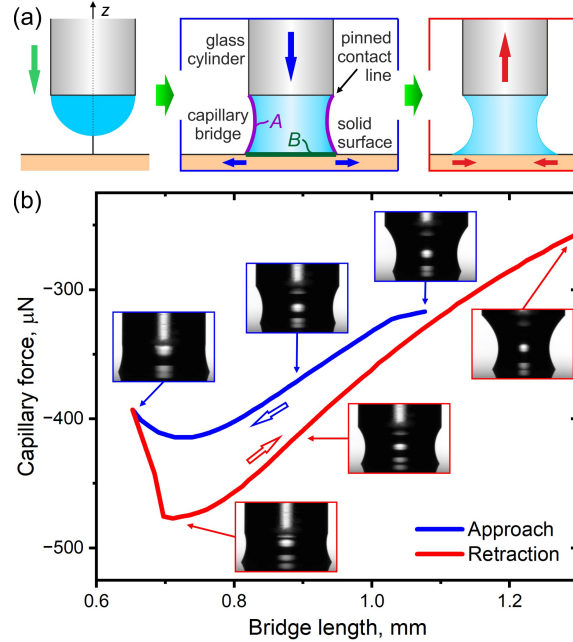 (a)
z
glass
cylinder
pinned
contact
line
capillary
bridge
A
B
solid
surface
(b)
Capillary force, μN
−300
−400
−500
Approach
Retraction
0.6
0.8
1.0
1.2
Bridge length, mm